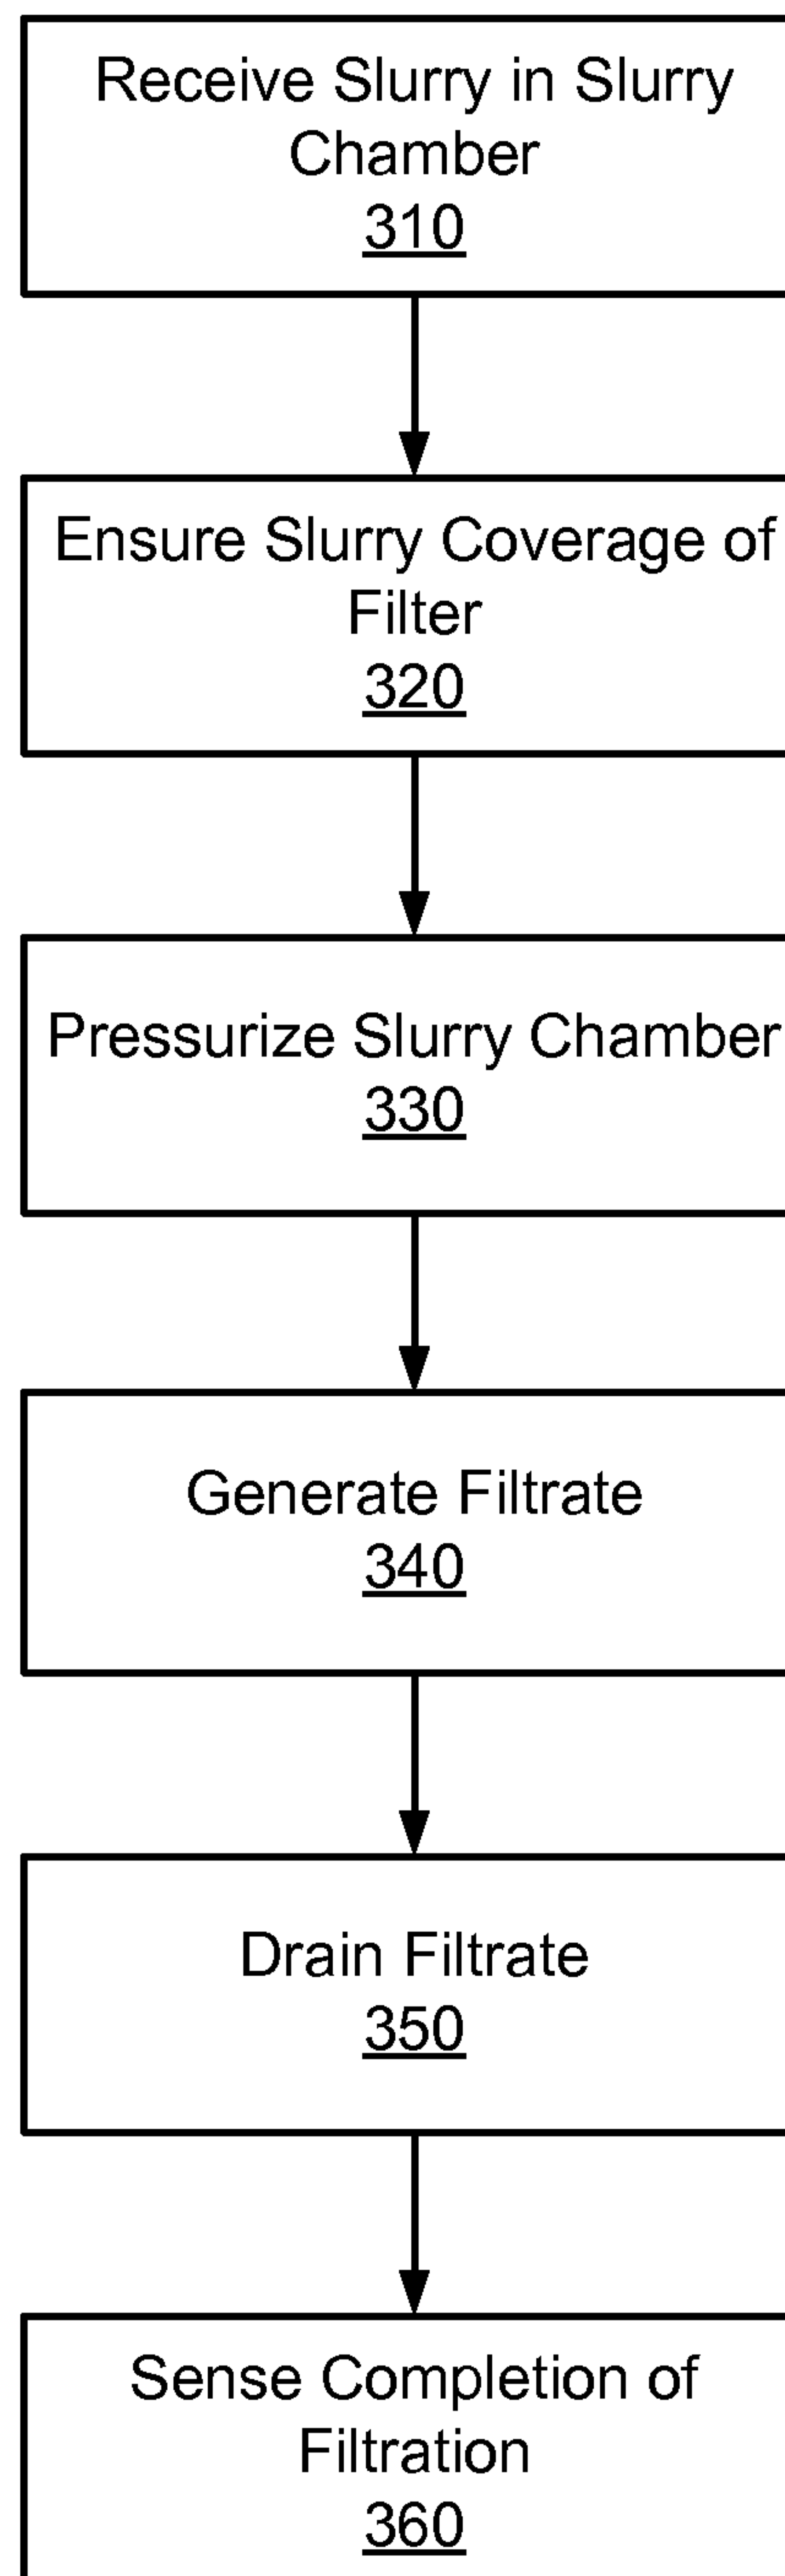 Receive Slurry in Slurry
Chamber
310
Ensure Slurry Coverage of
Filter
320
Pressurize Slurry Chamber
330
Generate Filtrate
340
Drain Filtrate
350
Sense Completion of
Filtration
360